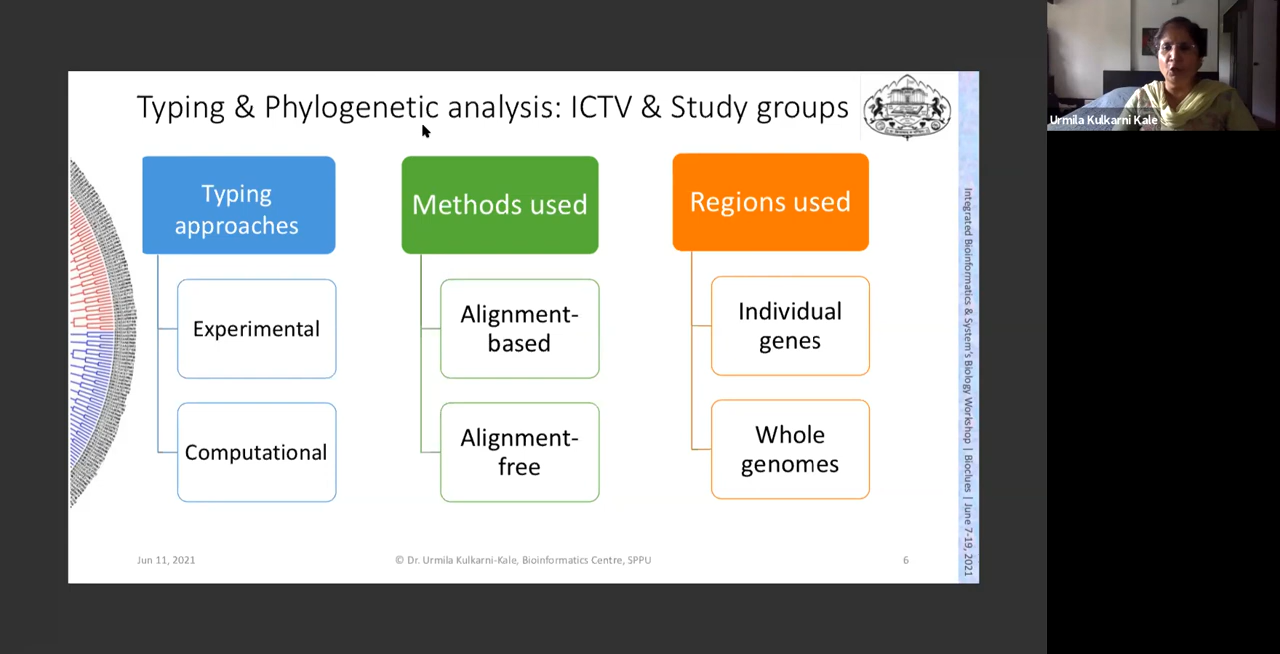 Typing & Phylogenetic analysis: ICTV & Study groups
Typing
approaches
Experimental
Computational
Methods used
Alignment-
based
Alignment-
free
Regions used
Individual
genes
Whole
genomes
Jun 11, 2021
© Dr. Urmila Kulkarni-Kale, Bioinformatics Centre, SPPU
6
Integrated Bioinformatics & System's Biology Workshop | Bioclues | June 7-19, 2021
Urmila Kulkarni Kale